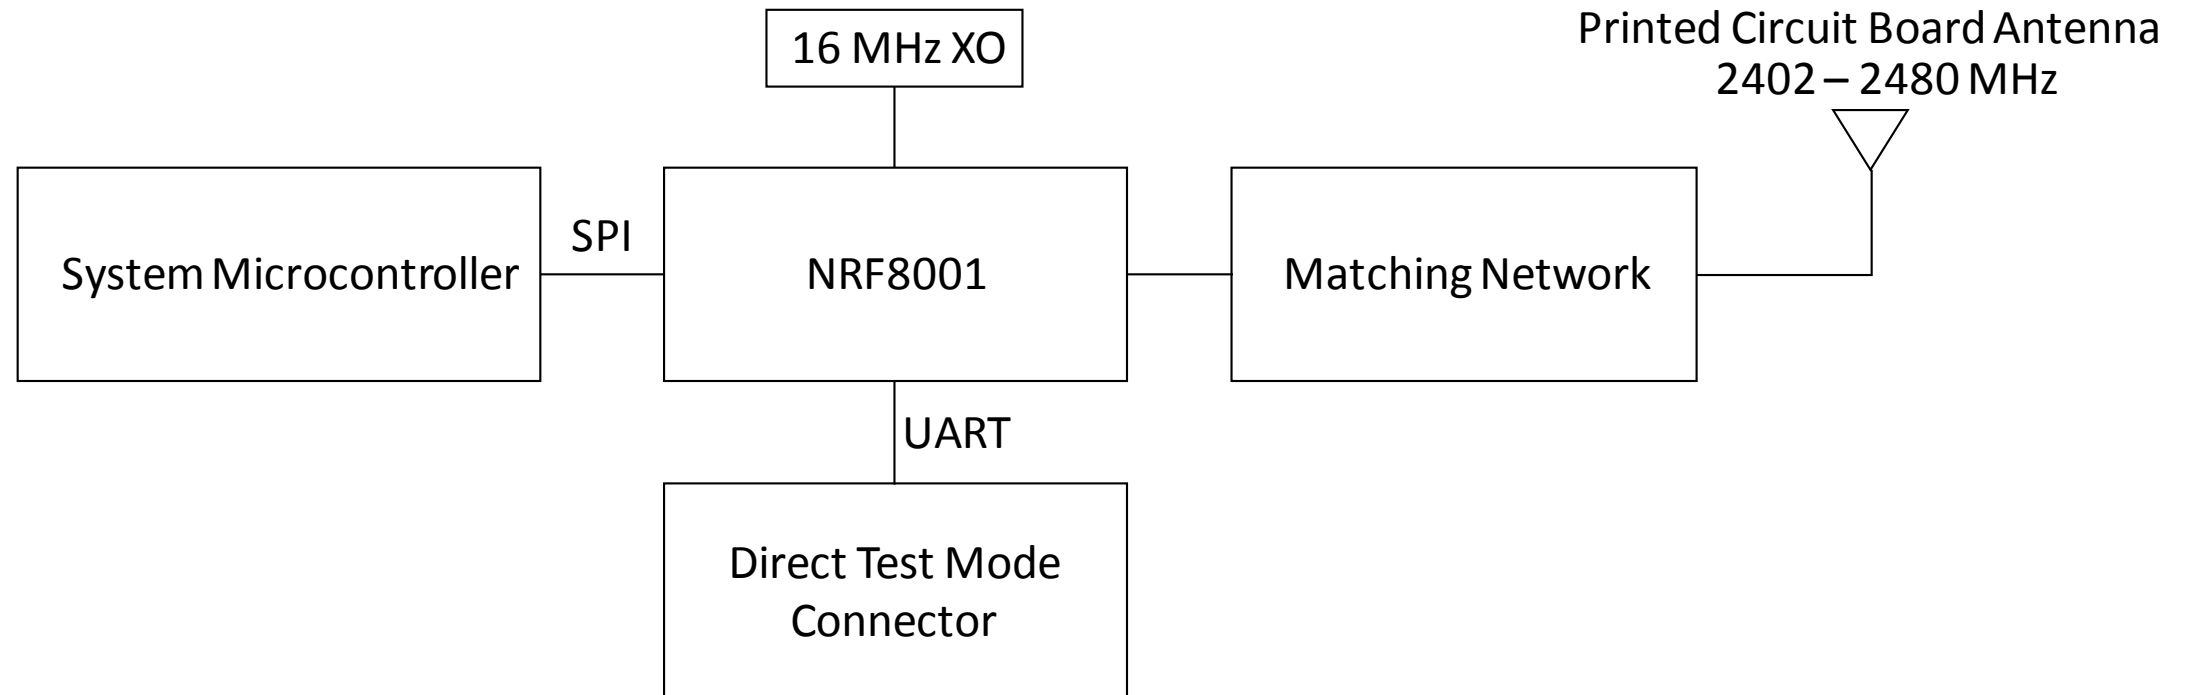 16 MHz XO
Printed Circuit Board Antenna
2402 – 2480 MHz
SPI
System Microcontroller
NRF8001
Matching Network
UART
Direct Test Mode
Connector